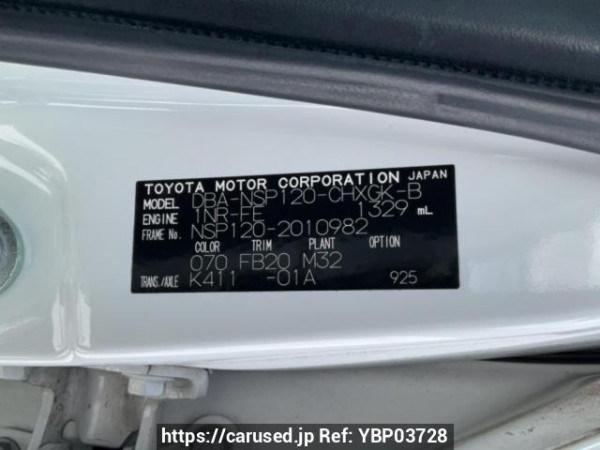 TOYOTA MOTOR CORPORATION JAPAN
MODEL DBA-NSP120-CHXGK-B
ENGINE 1NR-FE 1329 mL
FRAME No. NSP120-2010982
COLOR TRIM PLANT OPTION
070 FB20 M32
TRANS./AXLE K411 -01A 925
https://carused.jp Ref: YBP03728